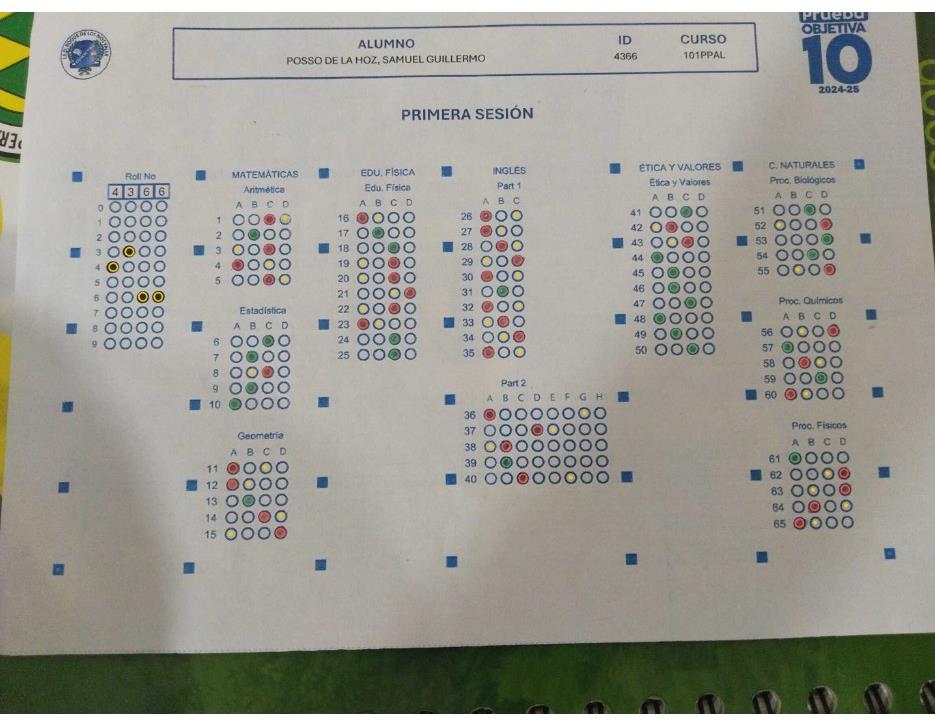 Prueba
OBJETIVA
10
2024-25
ALUMNO ID CURSO
POSSO DE LA HOZ, SAMUEL GUILLERMO 4366 101PPAL
PRIMERA SESIÓN
Roll No
4 3 6 6
0
1
2
3
4
5
6
7
8
9
MATEMÁTICAS
Aritmética
A B C D
1
2
3
4
5
Estadística
A B C D
6
7
8
9
10
Geometría
A B C D
11
12
13
14
15
EDU. FÍSICA
Edu. Física
A B C D
16
17
18
19
20
21
22
23
24
25
INGLÉS
Part 1
A B C
26
27
28
29
30
31
32
33
34
35
Part 2
A B C D E F G H
36
37
38
39
40
ÉTICA Y VALORES
Ética y Valores
A B C D
41
42
43
44
45
46
47
48
49
50
C. NATURALES
Proc. Biológicos
A B C D
51
52
53
54
55
Proc. Químicos
A B C D
56
57
58
59
60
Proc. Físicos
A B C D
61
62
63
64
65